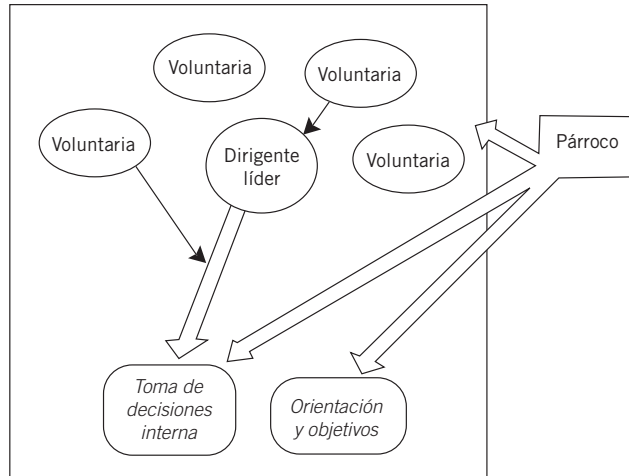 Voluntaria
Voluntaria
Voluntaria
Dirigente
líder
Voluntaria
Párroco
Toma de
decisiones
interna
Orientación
y objetivos